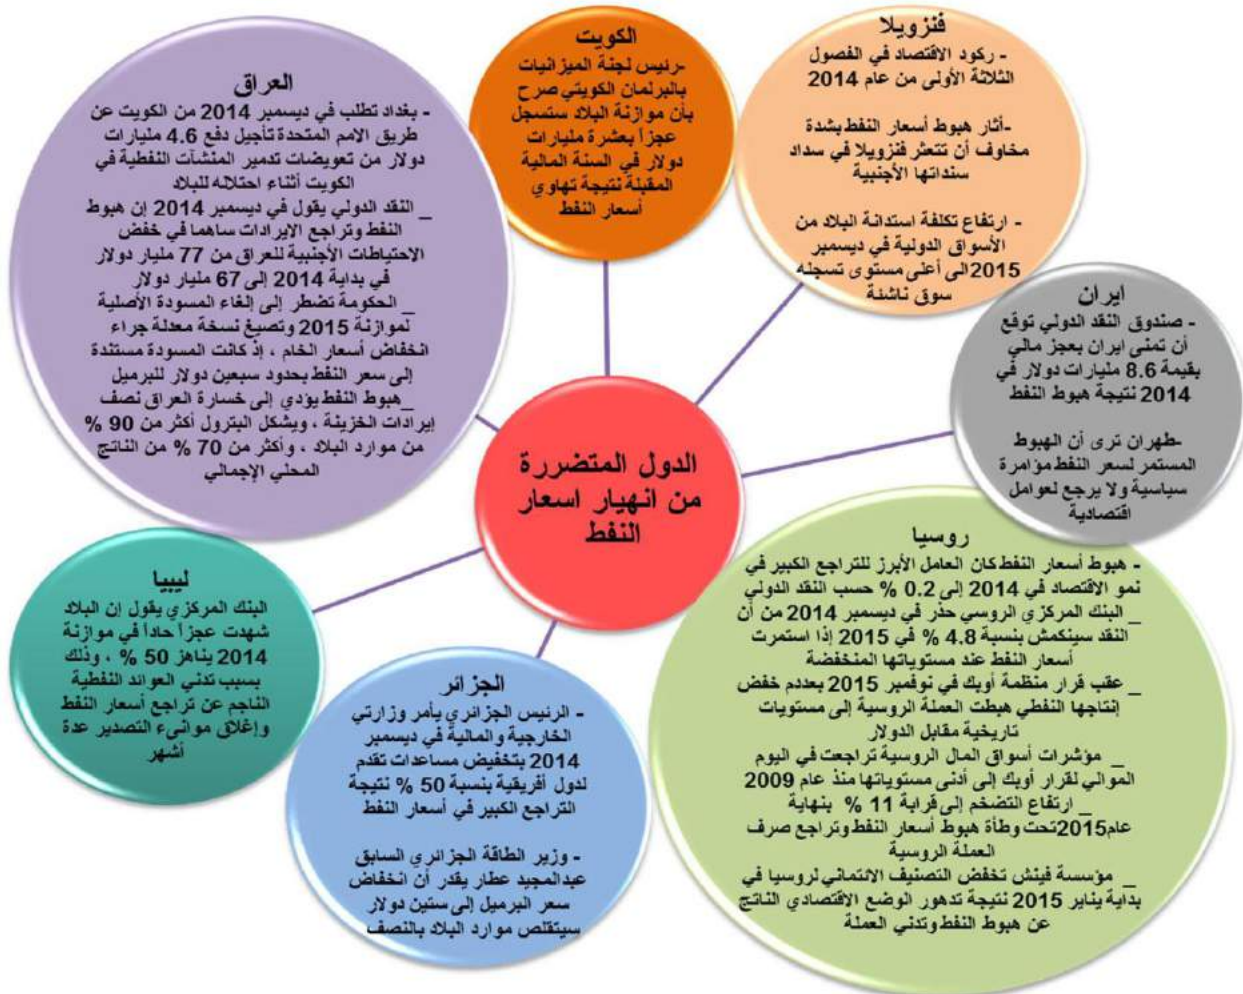 فنزويلا
- ركود الاقتصاد في الفصول
الثلاثة الأولى من عام 2014
-أثار هبوط أسعار النفط بشدة
مخاوف أن تتعثر فنزويلا في سداد
سنداتها الأجنبية
- ارتفاع تكلفة استدانة البلاد من
الأسواق الدولية في ديسمبر
2015الى أعلى مستوى تسجله
سوق ناشئة
الكويت
-رئيس لجنة الميزانيات
بالبرلمان الكويتي صرح
بأن موازنة البلاد ستسجل
عجزاً بعشرة مليارات
دولار في السنة المالية
المقبلة نتيجة تهاوي
أسعار النفط
العراق
- بغداد تطلب في ديسمبر 2014 من الكويت عن
طريق الامم المتحدة تأجيل دفع 4.6 مليارات
دولار من تعويضات تدمير المنشآت النفطية في
الكويت أثناء احتلاله للبلاد
_ النقد الدولي يقول في ديسمبر 2014 إن هبوط
النفط وتراجع الايرادات ساهما في خفض
الاحتياطات الأجنبية للعراق من 77 مليار دولار
في بداية 2014 إلى 67 مليار دولار
_ الحكومة تضطر إلى إلغاء المسودة الأصلية
لموازنة 2015 وتصيغ نسخة معدلة جراء
انخفاض أسعار الخام ، إذ كانت المسودة مستندة
إلى سعر النفط بحدود سبعين دولار للبرميل
_هبوط النفط يؤدي إلى خسارة العراق نصف
إيرادات الخزينة ، ويشكل البترول أكثر من 90 %
من موارد البلاد ، وأكثر من 70 % من الناتج
المحلي الإجمالي
ايران
- صندوق النقد الدولي توقع
أن تمنى ايران بعجز مالي
بقيمة 8.6 مليارات دولار في
2014 نتيجة هبوط النفط
-طهران ترى أن الهبوط
المستمر لسعر النفط مؤامرة
سياسية ولا يرجع لعوامل
اقتصادية
الدول المتضررة
من انهيار اسعار
النفط
روسيا
- هبوط أسعار النفط كان العامل الأبرز للتراجع الكبير في
نمو الاقتصاد في 2014 إلى 0.2 % حسب النقد الدولي
_ البنك المركزي الروسي حذر في ديسمبر 2014 من أن
النقد سينكمش بنسبة 4.8 % في 2015 إذا استمرت
أسعار النفط عند مستوياتها المنخفضة
_ عقب قرار منظمة أوبك في نوفمبر 2015 بعددم خفض
إنتاجها النفطي هبطت العملة الروسية إلى مستويات
تاريخية مقابل الدولار
_ مؤشرات أسواق المال الروسية تراجعت في اليوم
الموالي لقرار أوبك إلى أدنى مستوياتها منذ عام 2009
_ ارتفاع التضخم إلى قرابة 11 % بنهاية
عام2015تحت وطأة هبوط أسعار النفط وتراجع صرف
العملة الروسية
_ مؤسسة فيتش تخفض التصنيف الائتماني لروسيا في
بداية يناير 2015 نتيجة تدهور الوضع الاقتصادي الناتج
عن هبوط النفط وتدني العملة
ليبيا
البنك المركزي يقول إن البلاد
شهدت عجزاً حاداً في موازنة
2014 يناهز 50 % ، وذلك
بسبب تدني العوائد النفطية
الناجم عن تراجع أسعار النفط
وإغلاق موانىء التصدير عدة
أشهر
الجزائر
- الرئيس الجزائري يأمر وزارتي
الخارجية والمالية في ديسمبر
2014 بتخفيض مساعدات تقدم
لدول أفريقية بنسبة 50 % نتيجة
التراجع الكبير في أسعار النفط
- وزير الطاقة الجزائري السابق
عبدالمجيد عطار يقدر أن انخفاض
سعر البرميل إلى ستين دولار
سيتقلص موارد البلاد بالنصف